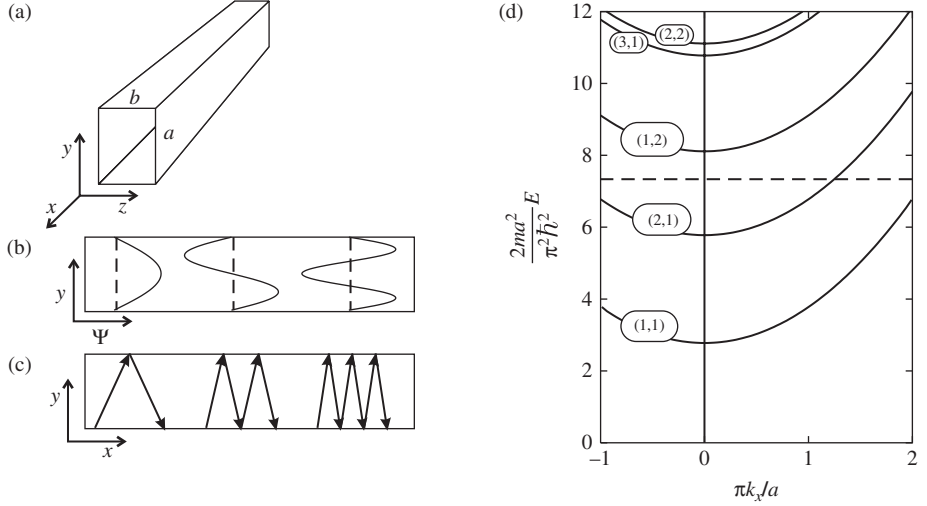 (a)
b
a
y
x
z
(b)
y
Ψ
(c)
y
x
(d)
12
10
8
6
4
2
0
2ma²/π²ℏ² E
(3,1)
(2,2)
(1,2)
(2,1)
(1,1)
−1
0
1
2
πkₓ/a